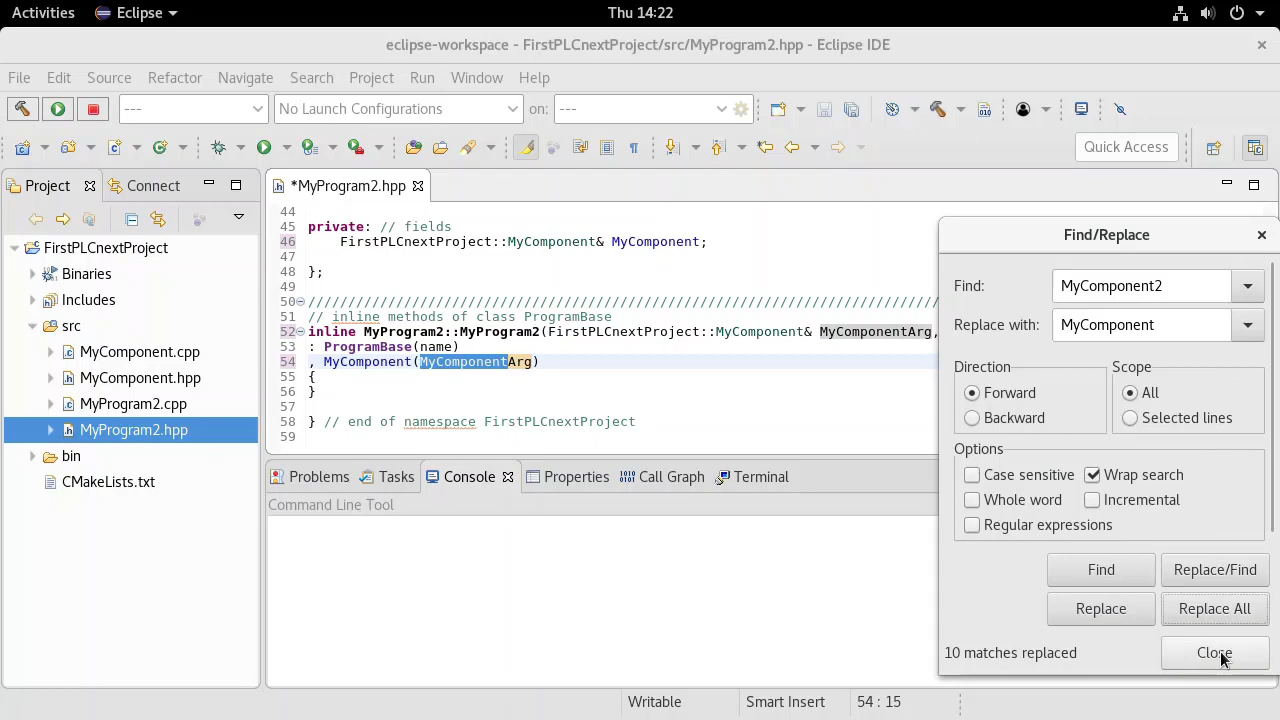 Activities Eclipse Thu 14:22
eclipse-workspace - FirstPLCnextProject/src/MyProgram2.hpp - Eclipse IDE
File Edit Source Refactor Navigate Search Project Run Window Help
--- No Launch Configurations on: ---
Quick Access
Project Connect
FirstPLCnextProject
Binaries
Includes
src
MyComponent.cpp
MyComponent.hpp
MyProgram2.cpp
MyProgram2.hpp
bin
CMakeLists.txt
*MyProgram2.hpp
44
45 private: // fields
46 FirstPLCnextProject::MyComponent& MyComponent;
47
48 };
49
50 ///////////////////////////////////////////////////////////////////////////////
51 // inline methods of class ProgramBase
52 inline MyProgram2::MyProgram2(FirstPLCnextProject::MyComponent& MyComponentArg,
53 : ProgramBase(name)
54 , MyComponent(MyComponentArg)
55 {
56 }
57
58 } // end of namespace FirstPLCnextProject
59
Problems Tasks Console Properties Call Graph Terminal
Command Line Tool
Find/Replace
Find: MyComponent2
Replace with: MyComponent
Direction Scope
Forward All
Backward Selected lines
Options
Case sensitive Wrap search
Whole word Incremental
Regular expressions
Find Replace/Find
Replace Replace All
10 matches replaced Close
Writable Smart Insert 54 : 15